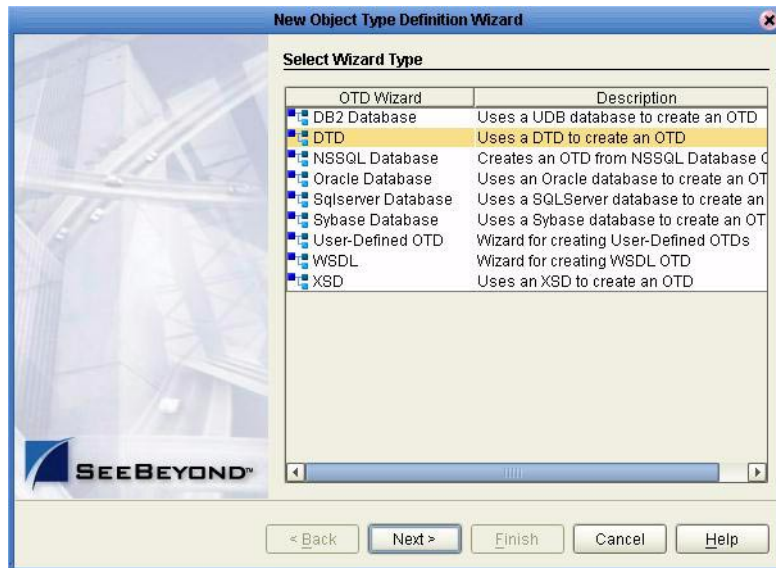 New Object Type Definition Wizard
Select Wizard Type
OTD Wizard Description
DB2 Database Uses a UDB database to create an OTD
DTD Uses a DTD to create an OTD
NSSQL Database Creates an OTD from NSSQL Database
Oracle Database Uses an Oracle database to create an OT
Sqlserver Database Uses a SQLServer database to create an
Sybase Database Uses a Sybase database to create an OT
User-Defined OTD Wizard for creating User-Defined OTDs
WSDL Wizard for creating WSDL OTD
XSD Uses an XSD to create an OTD
SEEBEYOND™
< Back Next > Finish Cancel Help